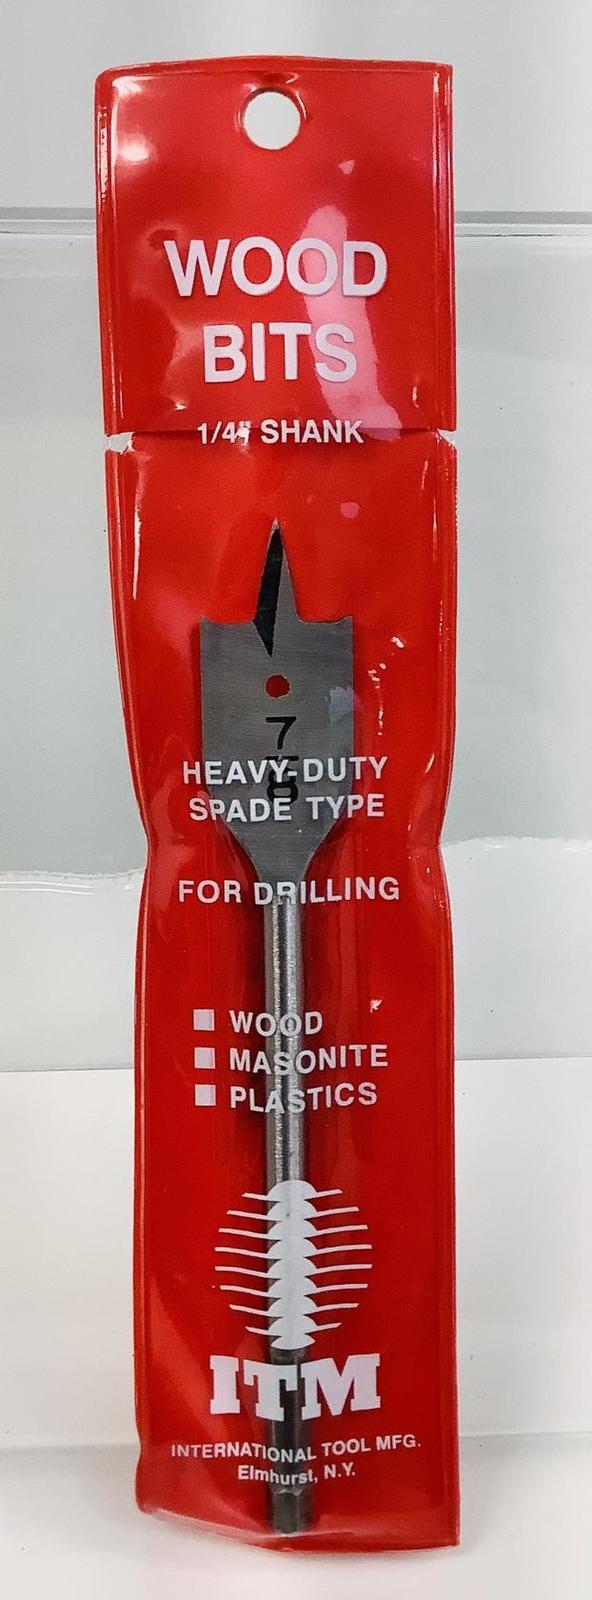 WOOD
BITS
1/4" SHANK
7
8
HEAVY-DUTY
SPADE TYPE
FOR DRILLING
WOOD
MASONITE
PLASTICS
ITM
INTERNATIONAL TOOL MFG.
Elmhurst, N.Y.